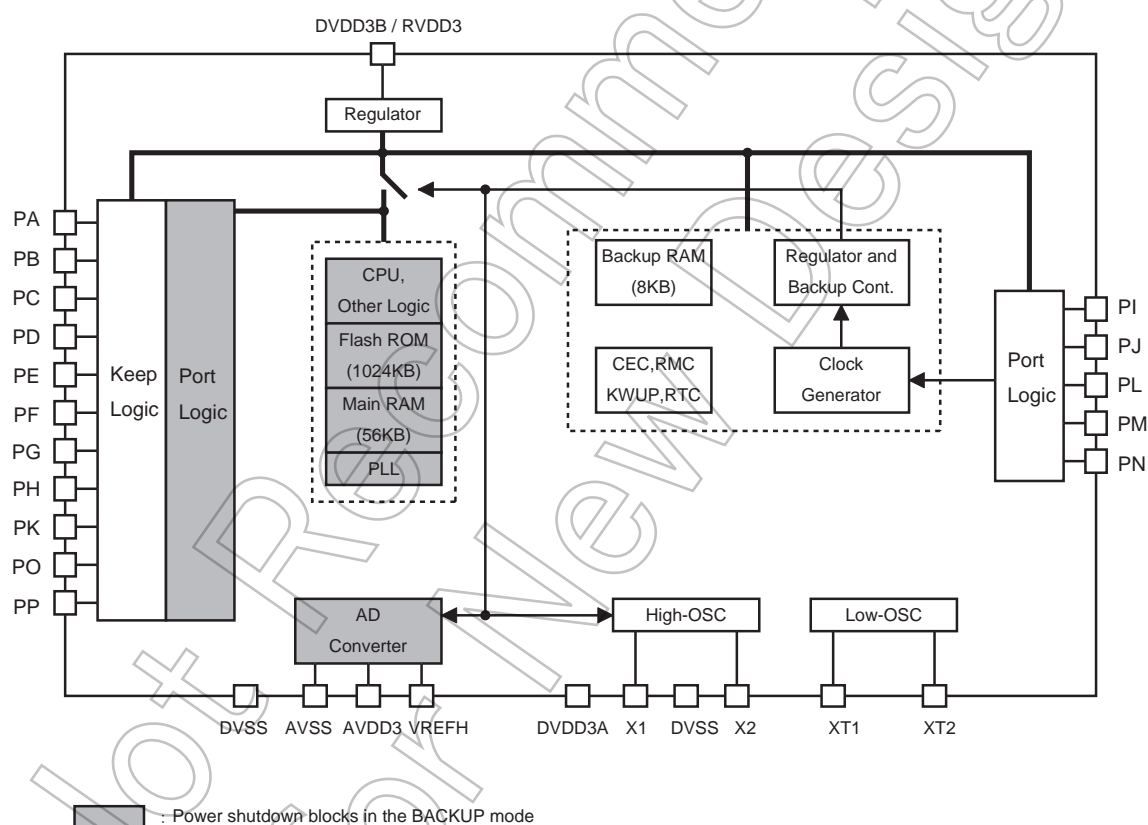 DVDD3B / RVDD3
Regulator
PA
PB
PC
PD
PE
PF
PG
PH
PK
PO
PP
Keep
Logic
Port
Logic
CPU,
Other Logic
Flash ROM
(1024KB)
Main RAM
(56KB)
PLL
Backup RAM
(8KB)
Regulator and
Backup Cont.
CEC,RMC
KWUP,RTC
Clock
Generator
Port
Logic
PI
PJ
PL
PM
PN
AD
Converter
High-OSC
Low-OSC
DVSS
AVSS
AVDD3
VREFH
DVDD3A
X1
DVSS
X2
XT1
XT2
: Power shutdown blocks in the BACKUP mode